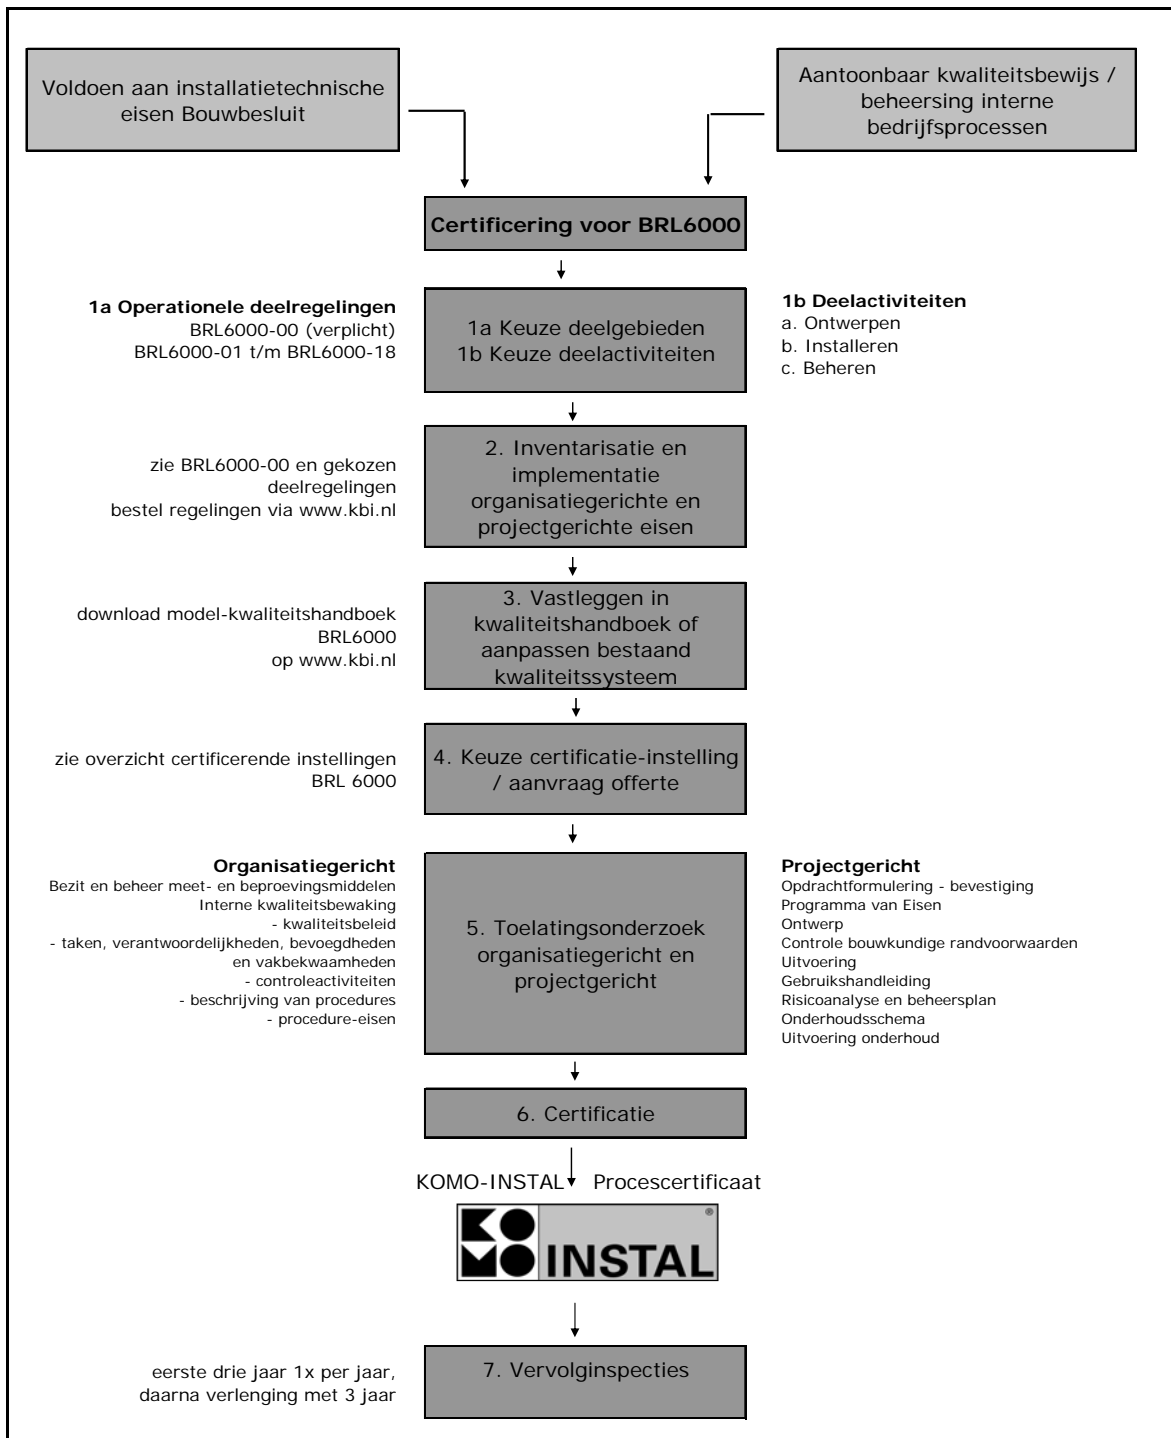 Voldoen aan installatietechnische
eisen Bouwbesluit
Aantoonbaar kwaliteitsbewijs /
beheersing interne
bedrijfsprocessen
Certificering voor BRL6000
1a Operationele deelregelingen
BRL6000-00 (verplicht)
BRL6000-01 t/m BRL6000-18
1a Keuze deelgebieden
1b Keuze deelactiviteiten
1b Deelactiviteiten
a. Ontwerpen
b. Installeren
c. Beheren
zie BRL6000-00 en gekozen
deelregelingen
bestel regelingen via www.kbi.nl
2. Inventarisatie en
implementatie
organisatiegerichte en
projectgerichte eisen
download model-kwaliteitshandboek
BRL6000
op www.kbi.nl
3. Vastleggen in
kwaliteitshandboek of
aanpassen bestaand
kwaliteitssysteem
zie overzicht certificerende instellingen
BRL 6000
4. Keuze certificatie-instelling
/ aanvraag offerte
Organisatiegericht
Bezit en beheer meet- en beproevingsmiddelen
Interne kwaliteitsbewaking
- kwaliteitsbeleid
- taken, verantwoordelijkheden, bevoegdheden
en vakbekwaamheden
- controleactiviteiten
- beschrijving van procedures
- procedure-eisen
5. Toelatingsonderzoek
organisatiegericht en
projectgericht
Projectgericht
Opdrachtformulering - bevestiging
Programma van Eisen
Ontwerp
Controle bouwkundige randvoorwaarden
Uitvoering
Gebruikshandleiding
Risicoanalyse en beheersplan
Onderhoudsschema
Uitvoering onderhoud
6. Certificatie
KOMO-INSTAL Procescertificaat
KOMO INSTAL ®
eerste drie jaar 1x per jaar,
daarna verlenging met 3 jaar
7. Vervolginspecties